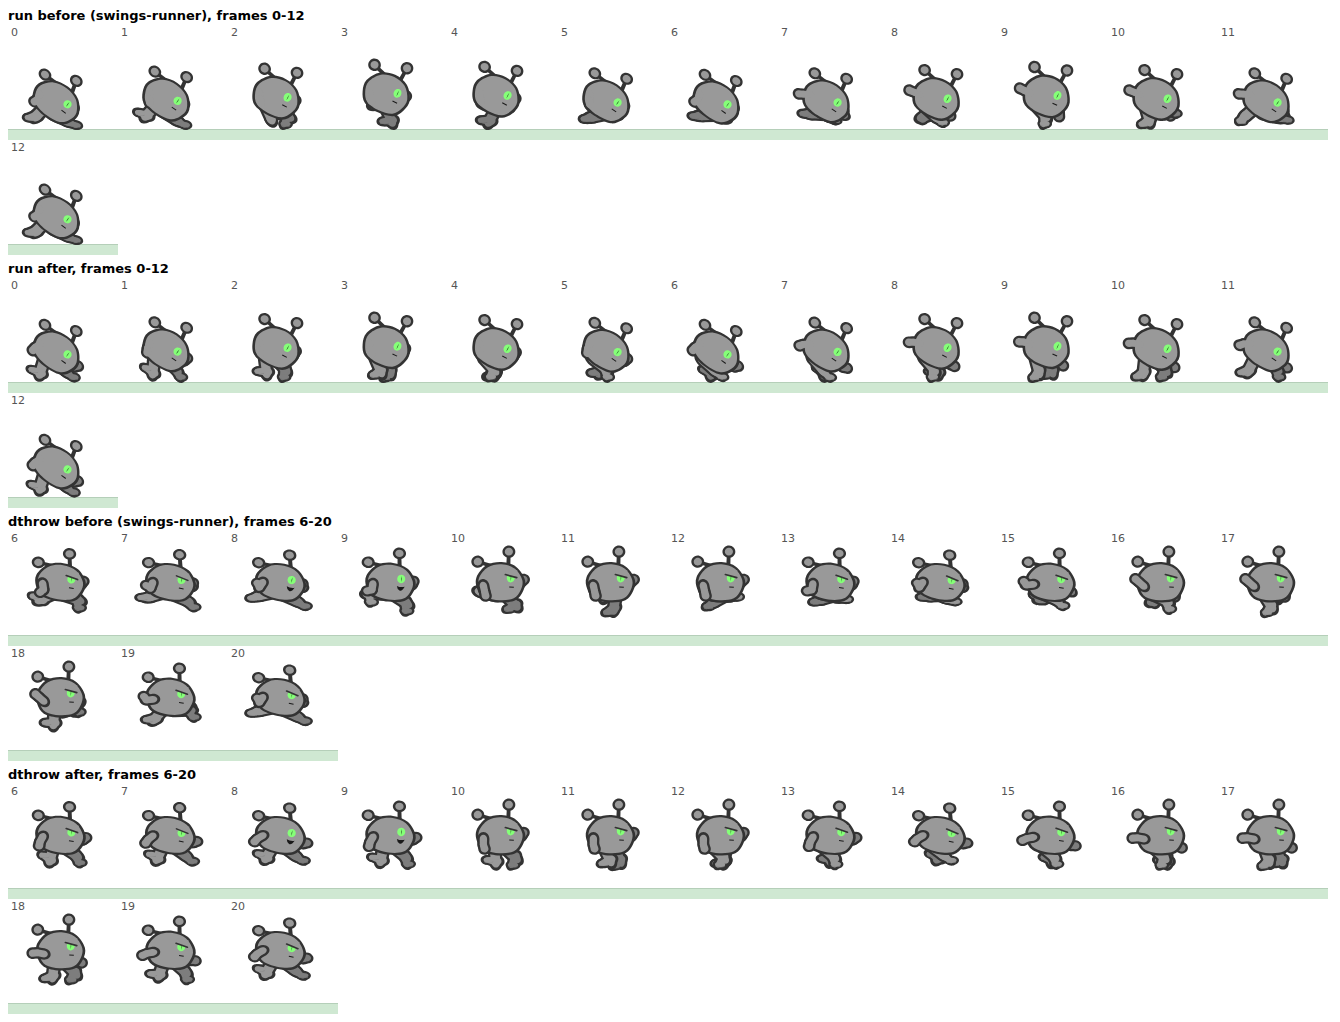 run before (swings-runner), frames 0-12
0 1 2 3 4 5 6 7 8 9 10 11
12
run after, frames 0-12
0 1 2 3 4 5 6 7 8 9 10 11
12
dthrow before (swings-runner), frames 6-20
6 7 8 9 10 11 12 13 14 15 16 17
18 19 20
dthrow after, frames 6-20
6 7 8 9 10 11 12 13 14 15 16 17
18 19 20